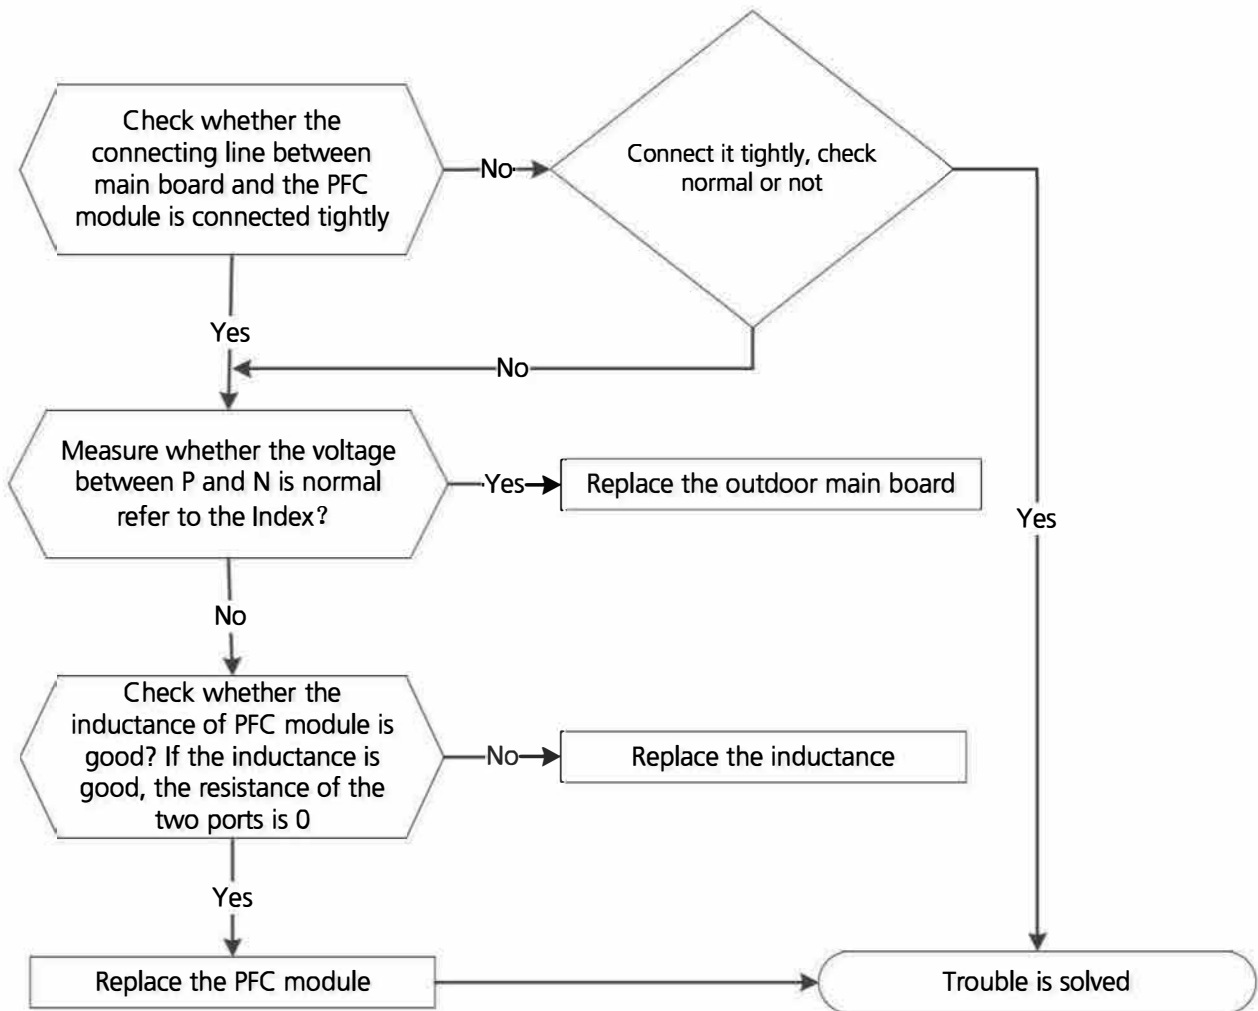 Check whether the
connecting line between
main board and the PFC
module is connected tightly
No
Connect it tightly, check
normal or not
Yes
No
Measure whether the voltage
between P and N is normal
refer to the Index?
Yes
Replace the outdoor main board
Yes
No
Check whether the
inductance of PFC module is
good? If the inductance is
good, the resistance of the
two ports is 0
No
Replace the inductance
Yes
Replace the PFC module
Trouble is solved